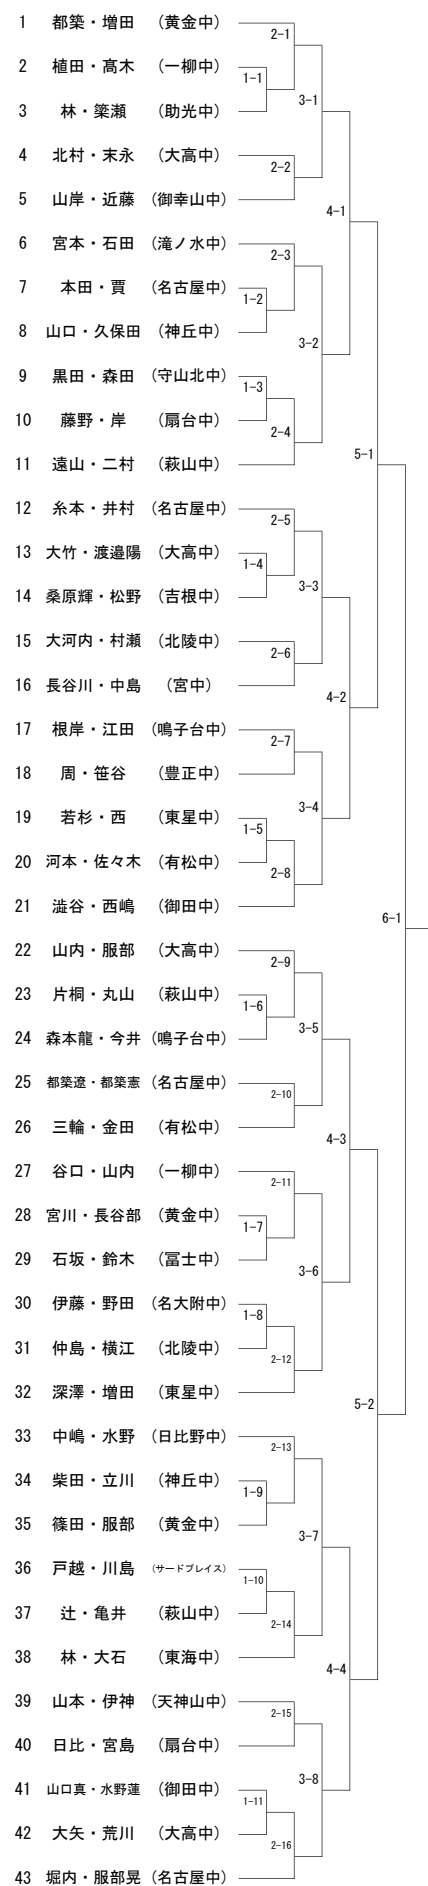 1 都築・増田 （黄金中）
2-1
2 植田・髙木 （一柳中）
1-1
3-1
3 林・簗瀬 （助光中）
4 北村・末永 （大高中）
2-2
5 山岸・近藤 （御幸山中）
4-1
6 宮本・石田 （滝ノ水中）
2-3
7 本田・賈 （名古屋中）
1-2
8 山口・久保田 （神丘中）
3-2
9 黒田・森田 （守山北中）
1-3
10 藤野・岸 （扇台中）
2-4
11 遠山・二村 （萩山中）
5-1
12 糸本・井村 （名古屋中）
2-5
13 大竹・渡邉陽 （大高中）
1-4
3-3
14 桑原輝・松野 （吉根中）
15 大河内・村瀬 （北陵中）
2-6
16 長谷川・中島 （宮中）
4-2
17 根岸・江田 （鳴子台中）
2-7
18 周・笹谷 （豊正中）
3-4
19 若杉・西 （東星中）
1-5
20 河本・佐々木 （有松中）
2-8
21 澁谷・西嶋 （御田中）
6-1
22 山内・服部 （大高中）
2-9
23 片桐・丸山 （萩山中）
1-6
3-5
24 森本龍・今井 （鳴子台中）
25 都築遼・都築憲 （名古屋中）
2-10
26 三輪・金田 （有松中）
4-3
27 谷口・山内 （一柳中）
2-11
28 宮川・長谷部 （黄金中）
1-7
29 石坂・鈴木 （冨士中）
3-6
30 伊藤・野田 （名大附中）
1-8
31 仲島・横江 （北陵中）
2-12
32 深澤・増田 （東星中）
5-2
33 中嶋・水野 （日比野中）
2-13
34 柴田・立川 （神丘中）
1-9
35 篠田・服部 （黄金中）
3-7
36 戸越・川島 （サードプレイス）
1-10
37 辻・亀井 （萩山中）
2-14
38 林・大石 （東海中）
4-4
39 山本・伊神 （天神山中）
2-15
40 日比・宮島 （扇台中）
3-8
41 山口真・水野蓮 （御田中）
1-11
42 大矢・荒川 （大高中）
2-16
43 堀内・服部晃 （名古屋中）